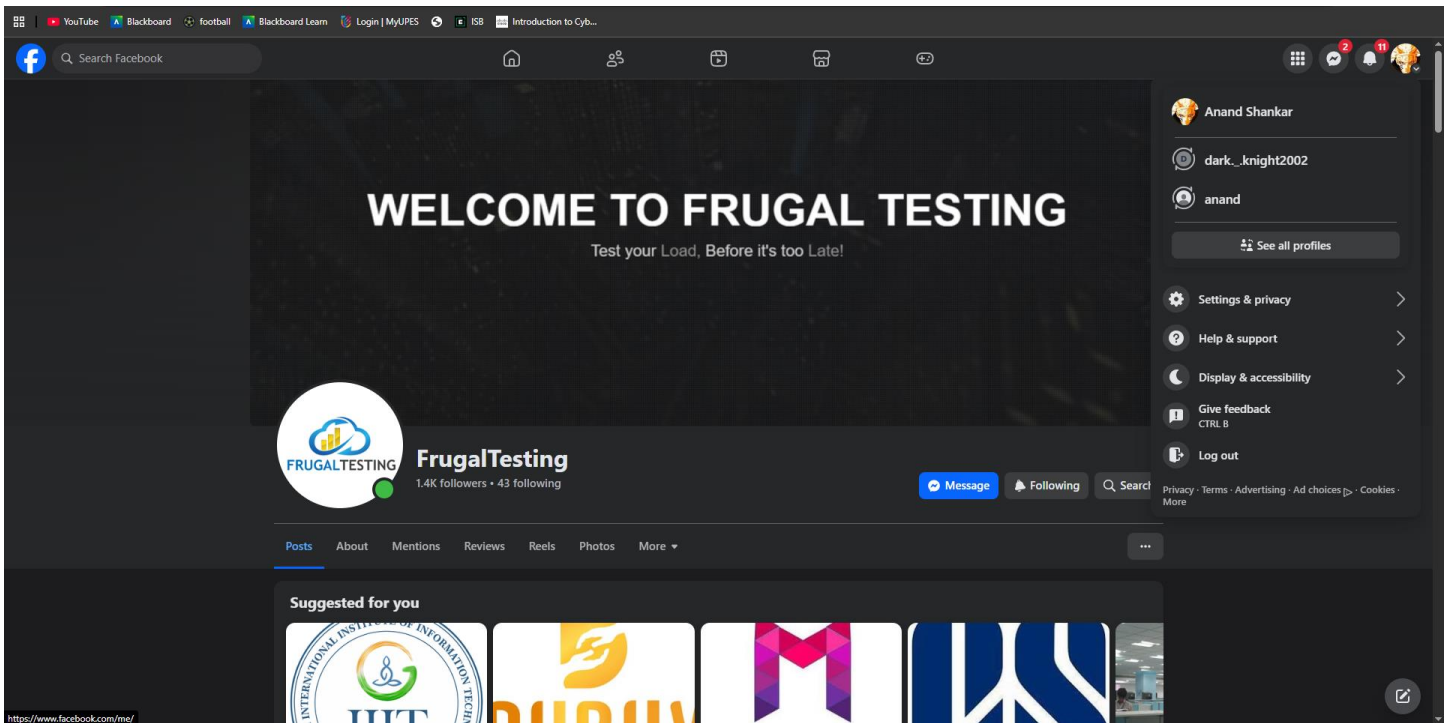 YouTube
Blackboard
football
Blackboard Learn
Login | MyUPES
ISB
Introduction to Cyb...
Search Facebook
2
11
WELCOME TO FRUGAL TESTING
Test your Load, Before it's too Late!
Anand Shankar
D
dark._.knight2002
anand
See all profiles
Settings & privacy
Help & support
Display & accessibility
Give feedback
CTRL B
Log out
Privacy · Terms · Advertising · Ad choices · Cookies ·
More
FRUGALTESTING
FrugalTesting
1.4K followers • 43 following
Message
Following
Search
Posts
About
Mentions
Reviews
Reels
Photos
More
Suggested for you
INTERNATIONAL INSTITUTE OF INFORMATION TECH
IIIT
https://www.facebook.com/me/